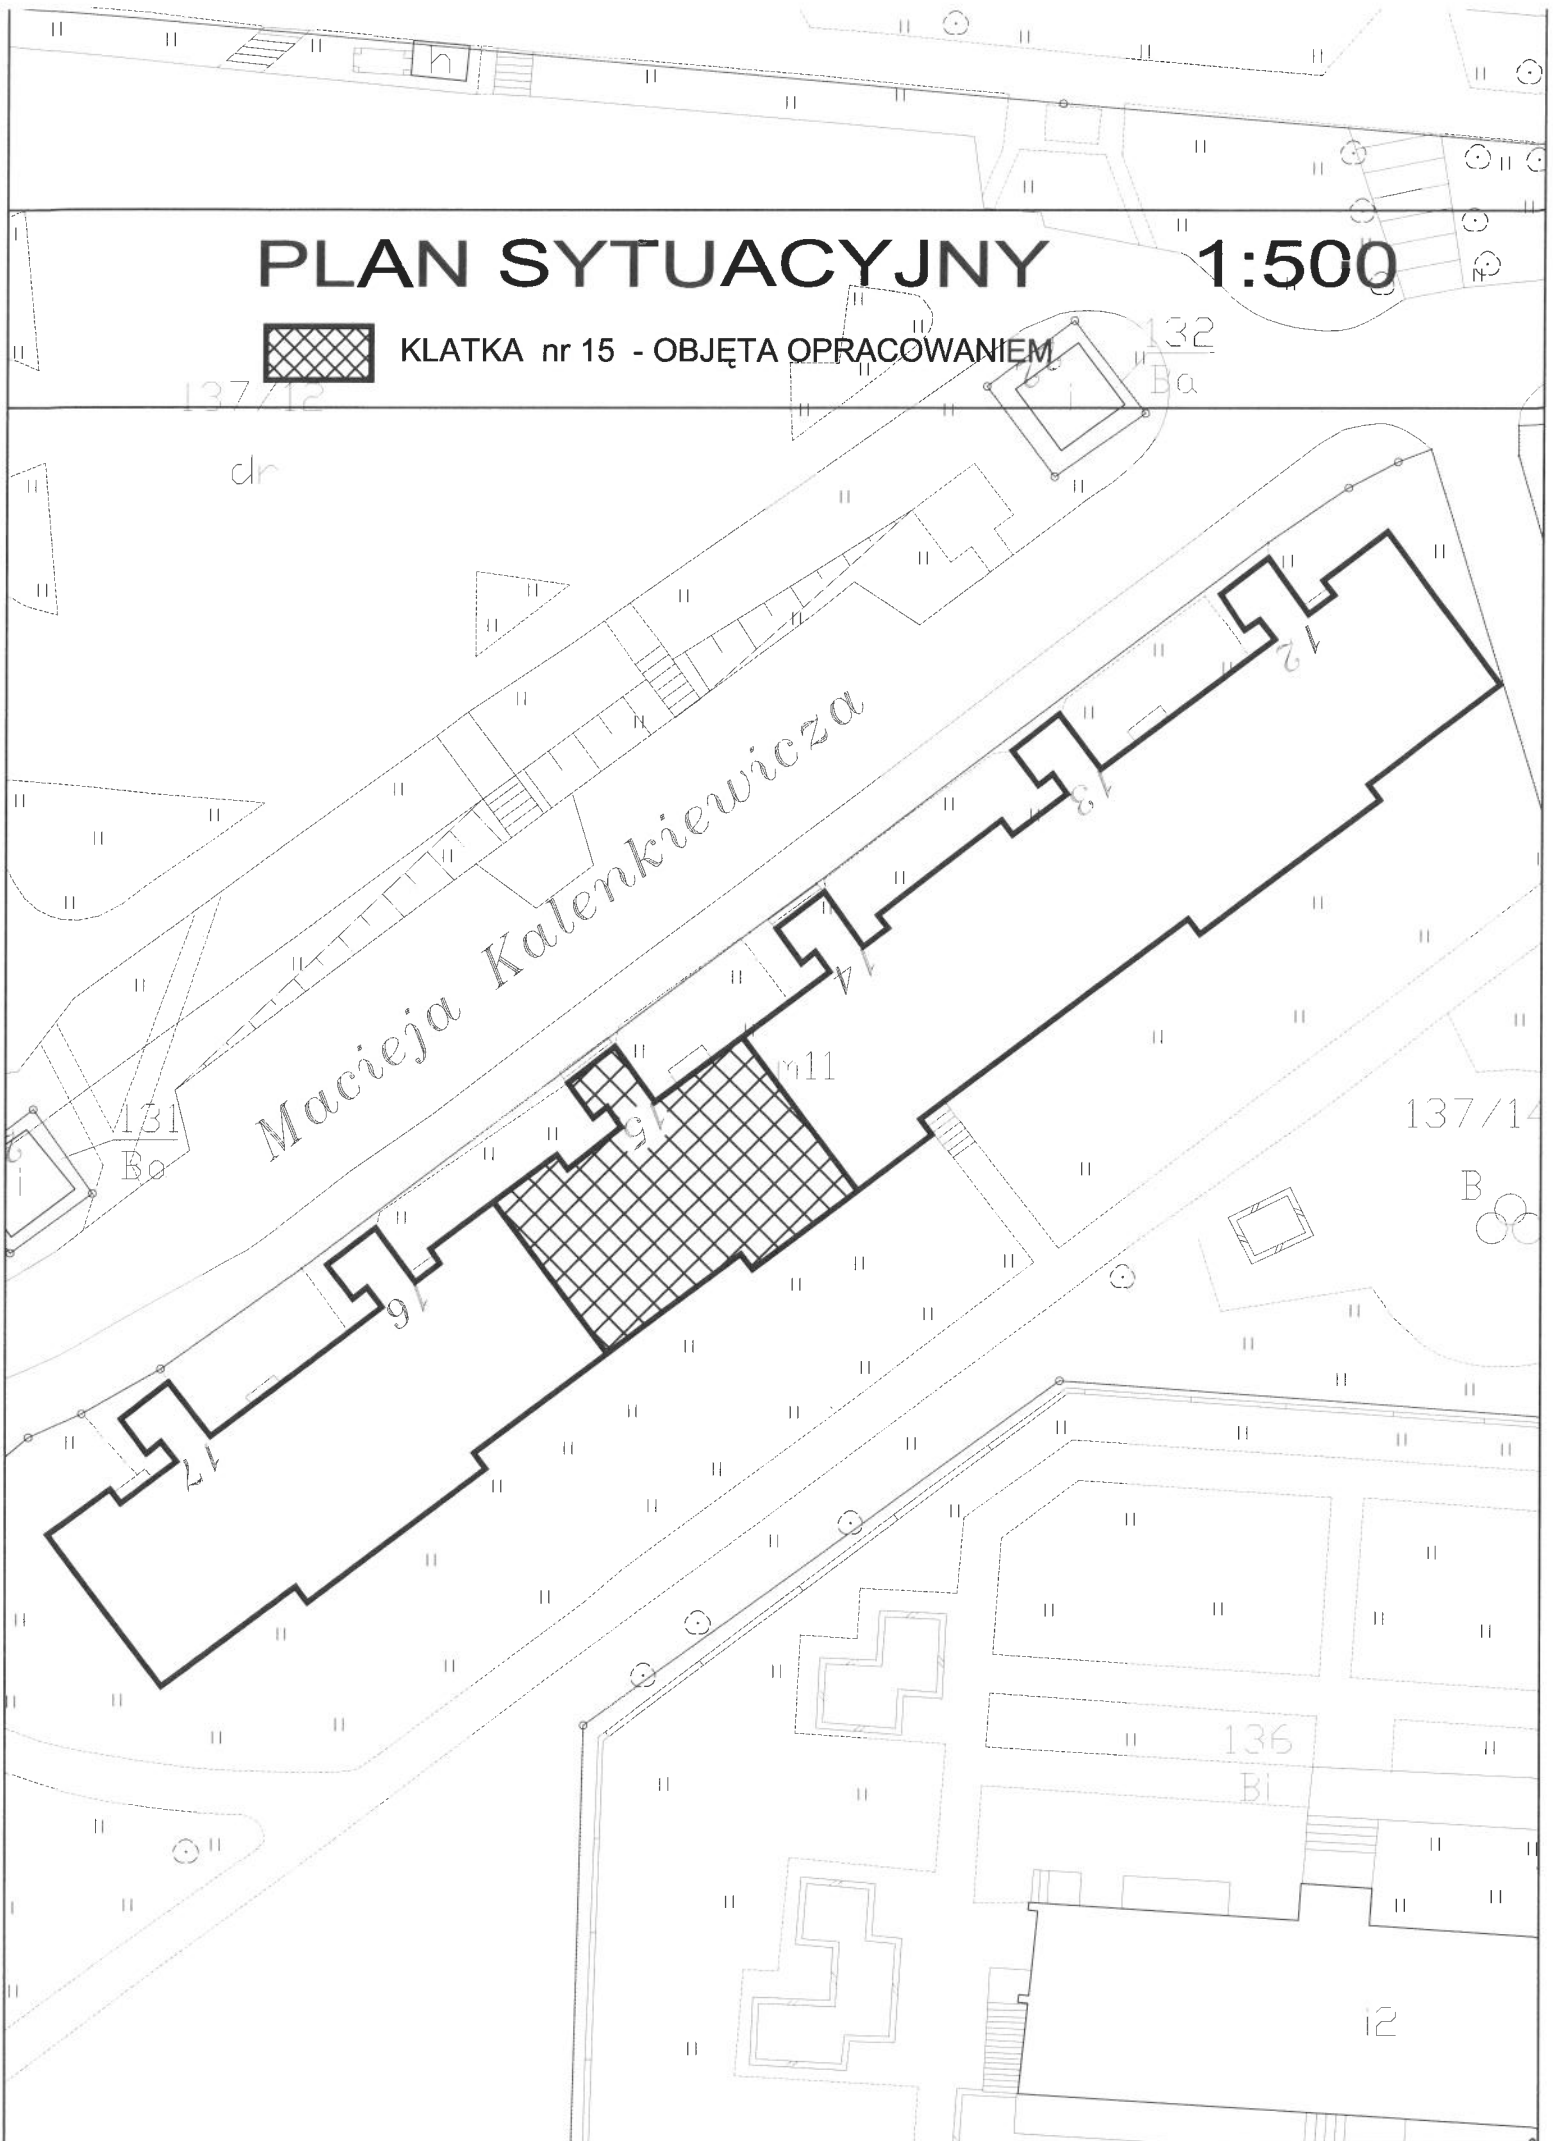 h
PLAN SYTUACYJNY 1:500
KLATKA nr 15 - OBJĘTA OPRACOWANIEM
132
Ba
i
137/12
dr
12
13
Macieja Kalenkiewicza
14
m11
15
131
Bo
i
137/14
B
16
17
136
Bi
i2